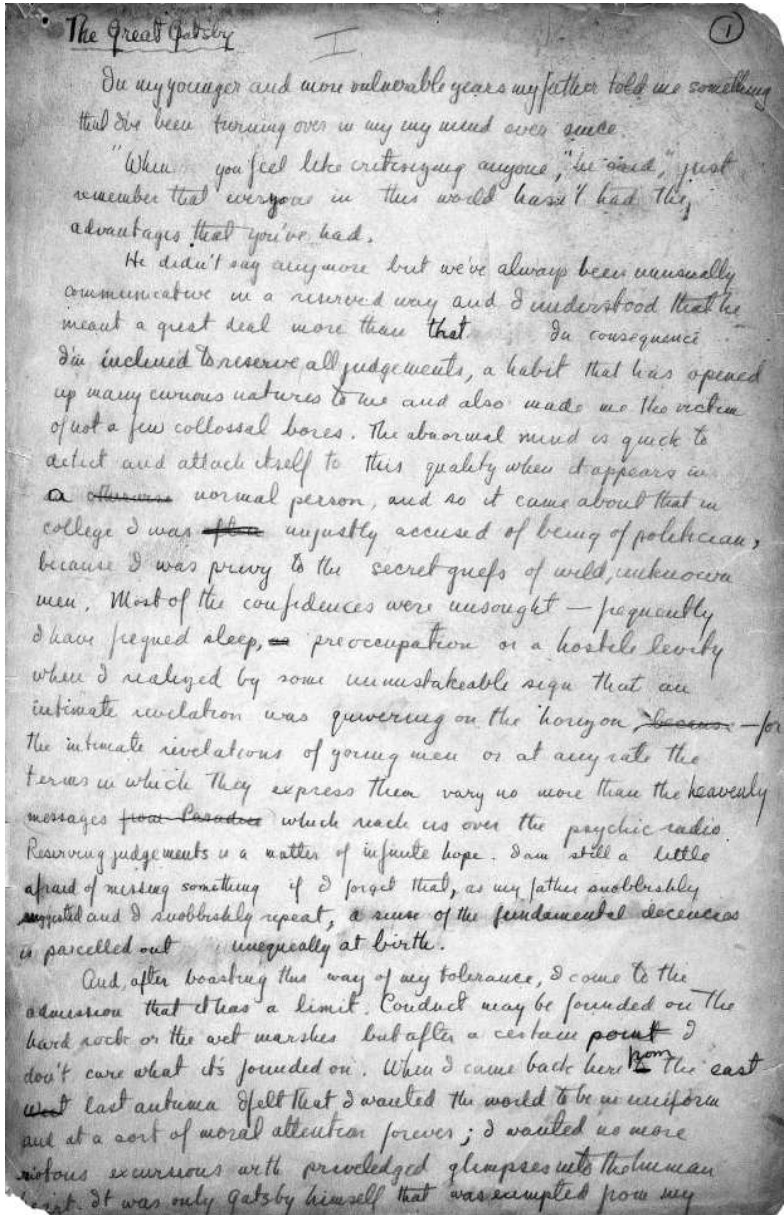 The Great Gatsby
I
1
In my younger and more vulnerable years my father told me something
that I've been turning over in my my mind ever since.
"When you feel like critisizing anyone," he said, "just
remember that everyone in this world hasn't had the
advantages that you've had.
He didn't say anymore but we've always been unusually
communicative in a reserved way and I understood that he
meant a great deal more than that In consequence
I'm inclined to reserve all judgements, a habit that has opened
up many curious natures to me and also made me the victim
of not a few collossal bores. The abnormal mind is quick to
detect and attach itself to this quality when it appears in
a otherwise normal person, and so it came about that in
college I was often unjustly accused of being of politician,
because I was privy to the secret griefs of wild, unknown
men. Most of the confidences were unsought — frequently
I have fiegned sleep, preoccupation or a hostile levity
when I realized by some unmistakeable sign that an
intimate revelation was quivering on the horizon, because — for
the intimate revelations of young men or at any rate the
terms in which they express them vary no more than the heavenly
messages from Paradise which reach us over the psychic radio.
Reserving judgements is a matter of infinite hope. I am still a little
afraid of missing something if I forget that, as my father snobbishly
suggested and I snobbishly repeat, a sense of the fundamental decencies
is parcelled out unequally at birth.
And, after boasting this way of my tolerance, I come to the
admission that it has a limit. Conduct may be founded on the
hard rock or the wet marshes but after a certain point I
don't care what it's founded on. When I came back here from the east
west last autumn I felt that I wanted the world to be in uniform
and at a sort of moral attention forever; I wanted no more
riotous excursions with priveledged glimpses into the human
heart. It was only Gatsby himself that was exempted from my